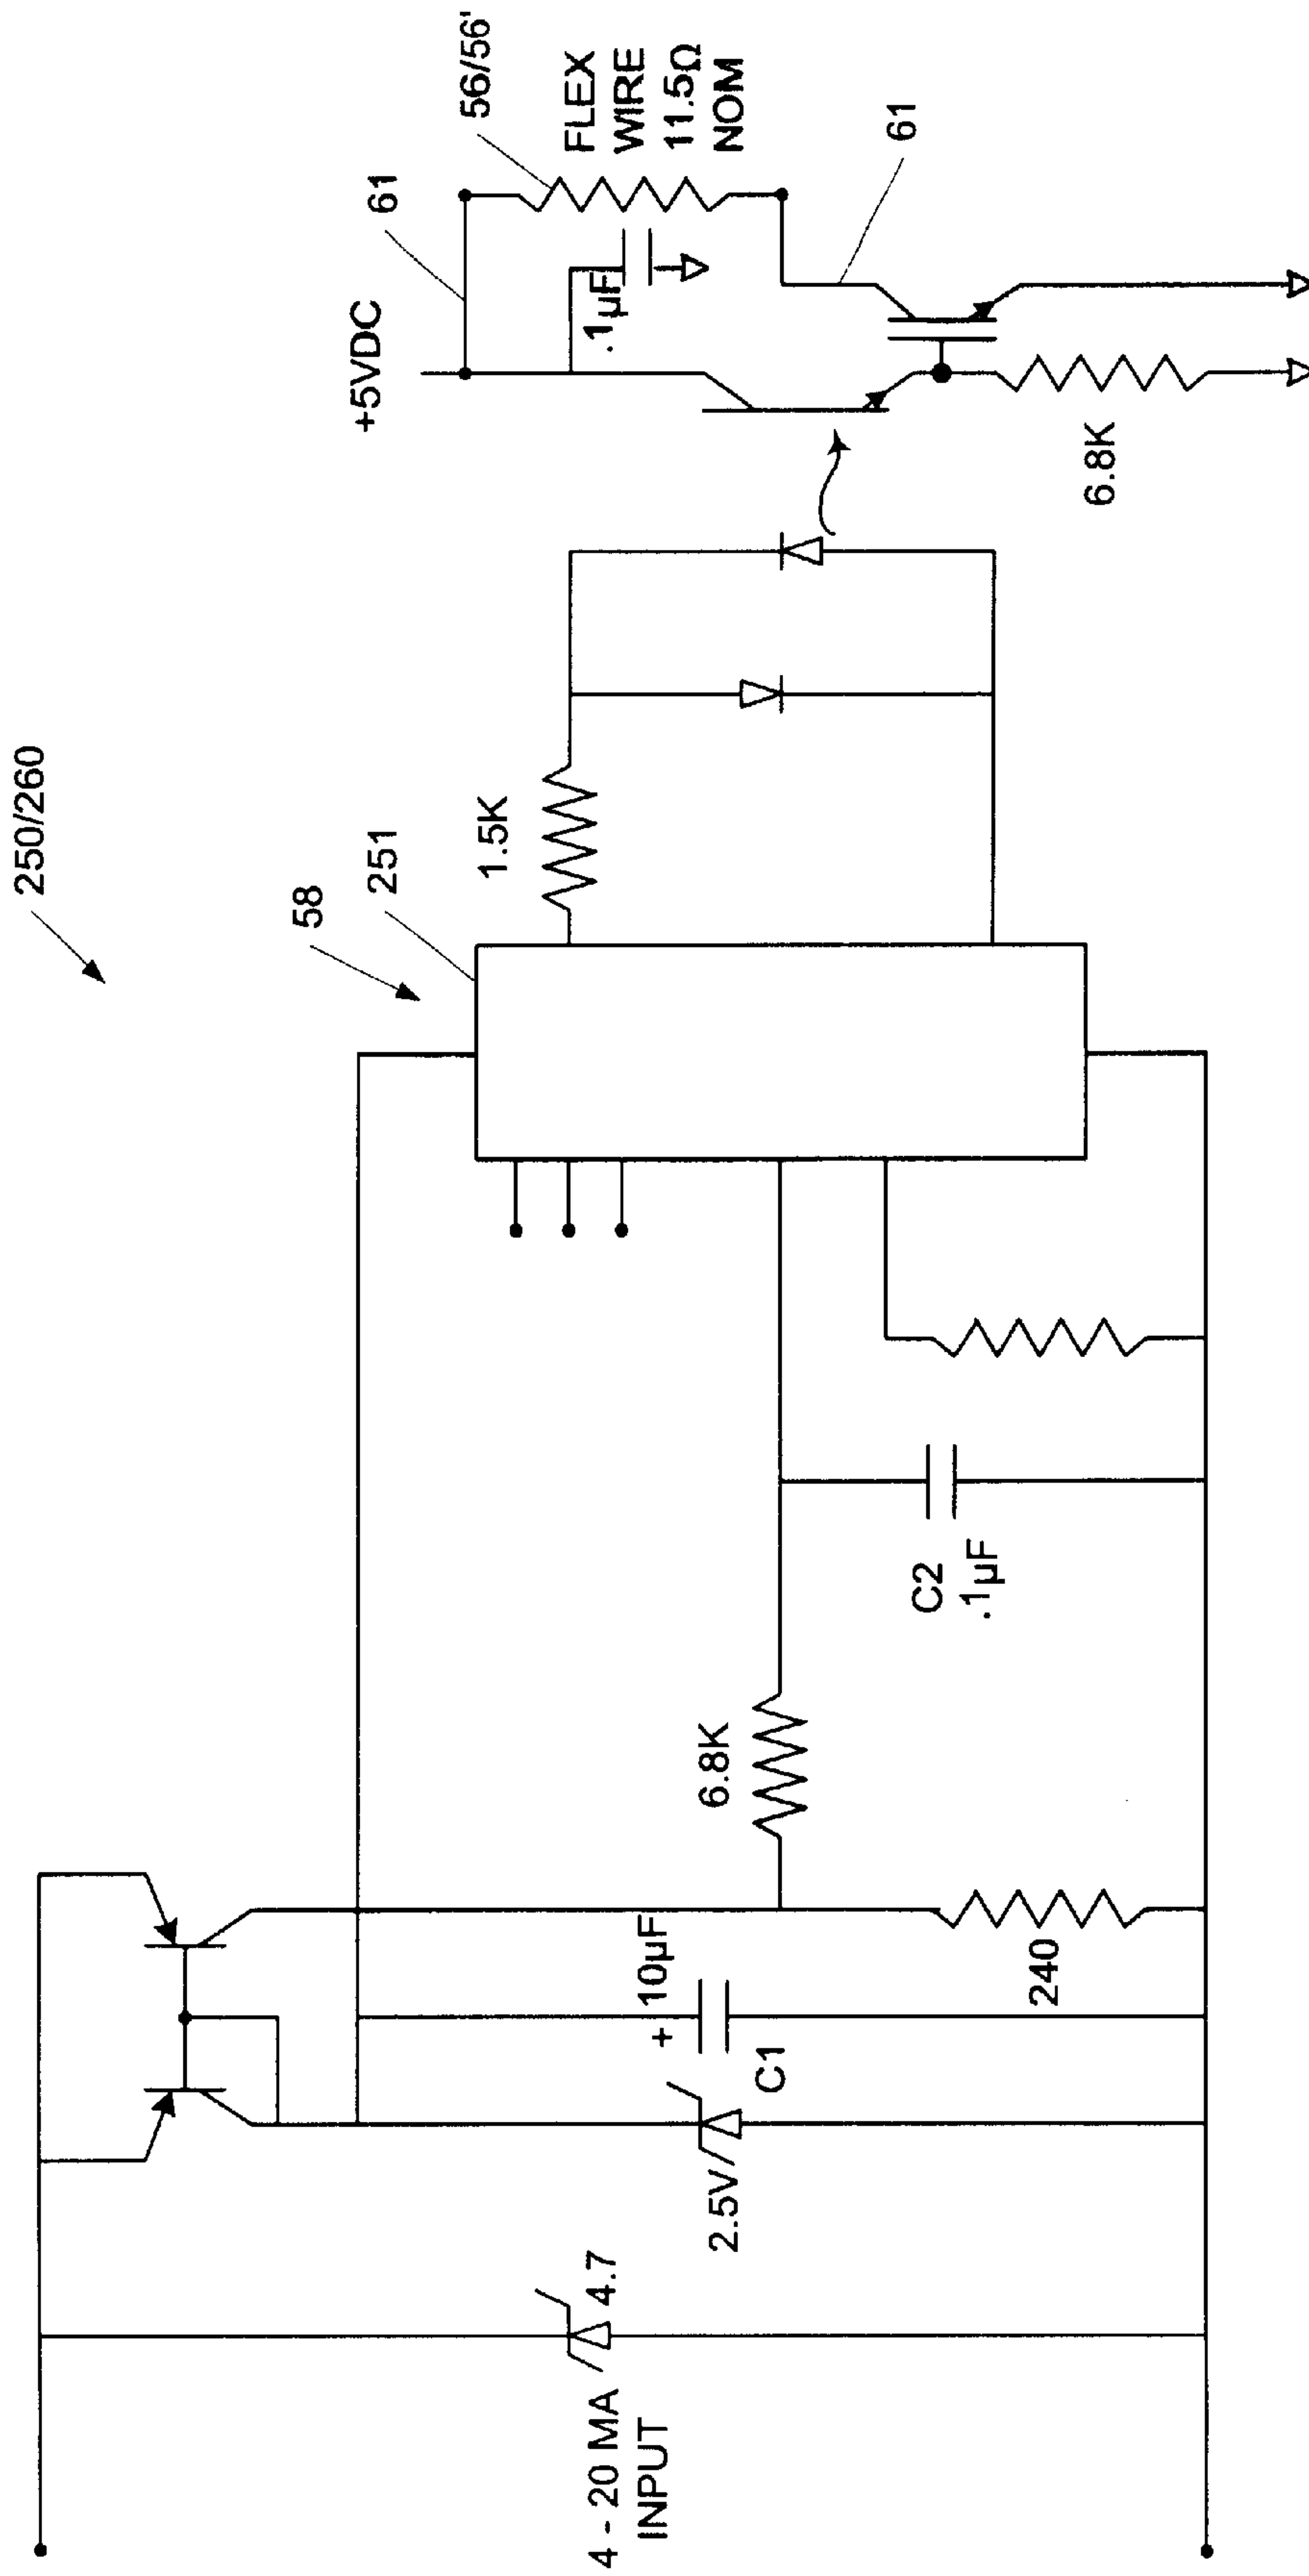 250/260
58
251
1.5K
+5VDC
61
56/56'
FLEX
WIRE
11.5Ω
NOM
.1µF
61
6.8K
4 - 20 MA
INPUT
4.7
2.5V
+
10µF
C1
240
6.8K
C2
.1µF